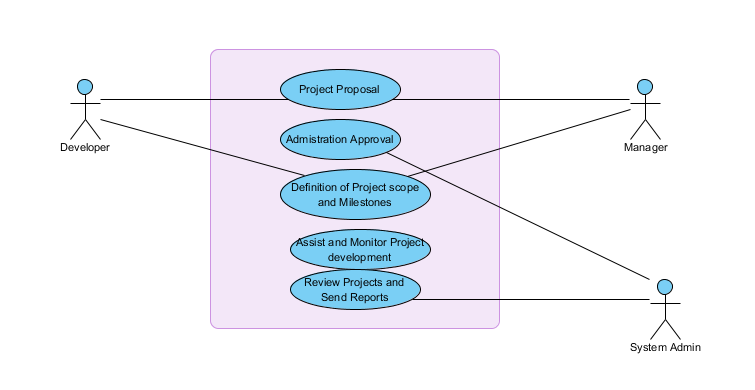 Project Proposal
Admistration Approval
Developer
Manager
Definition of Project scope
and Milestones
Assist and Monitor Project
development
Review Projects and
Send Reports
System Admin